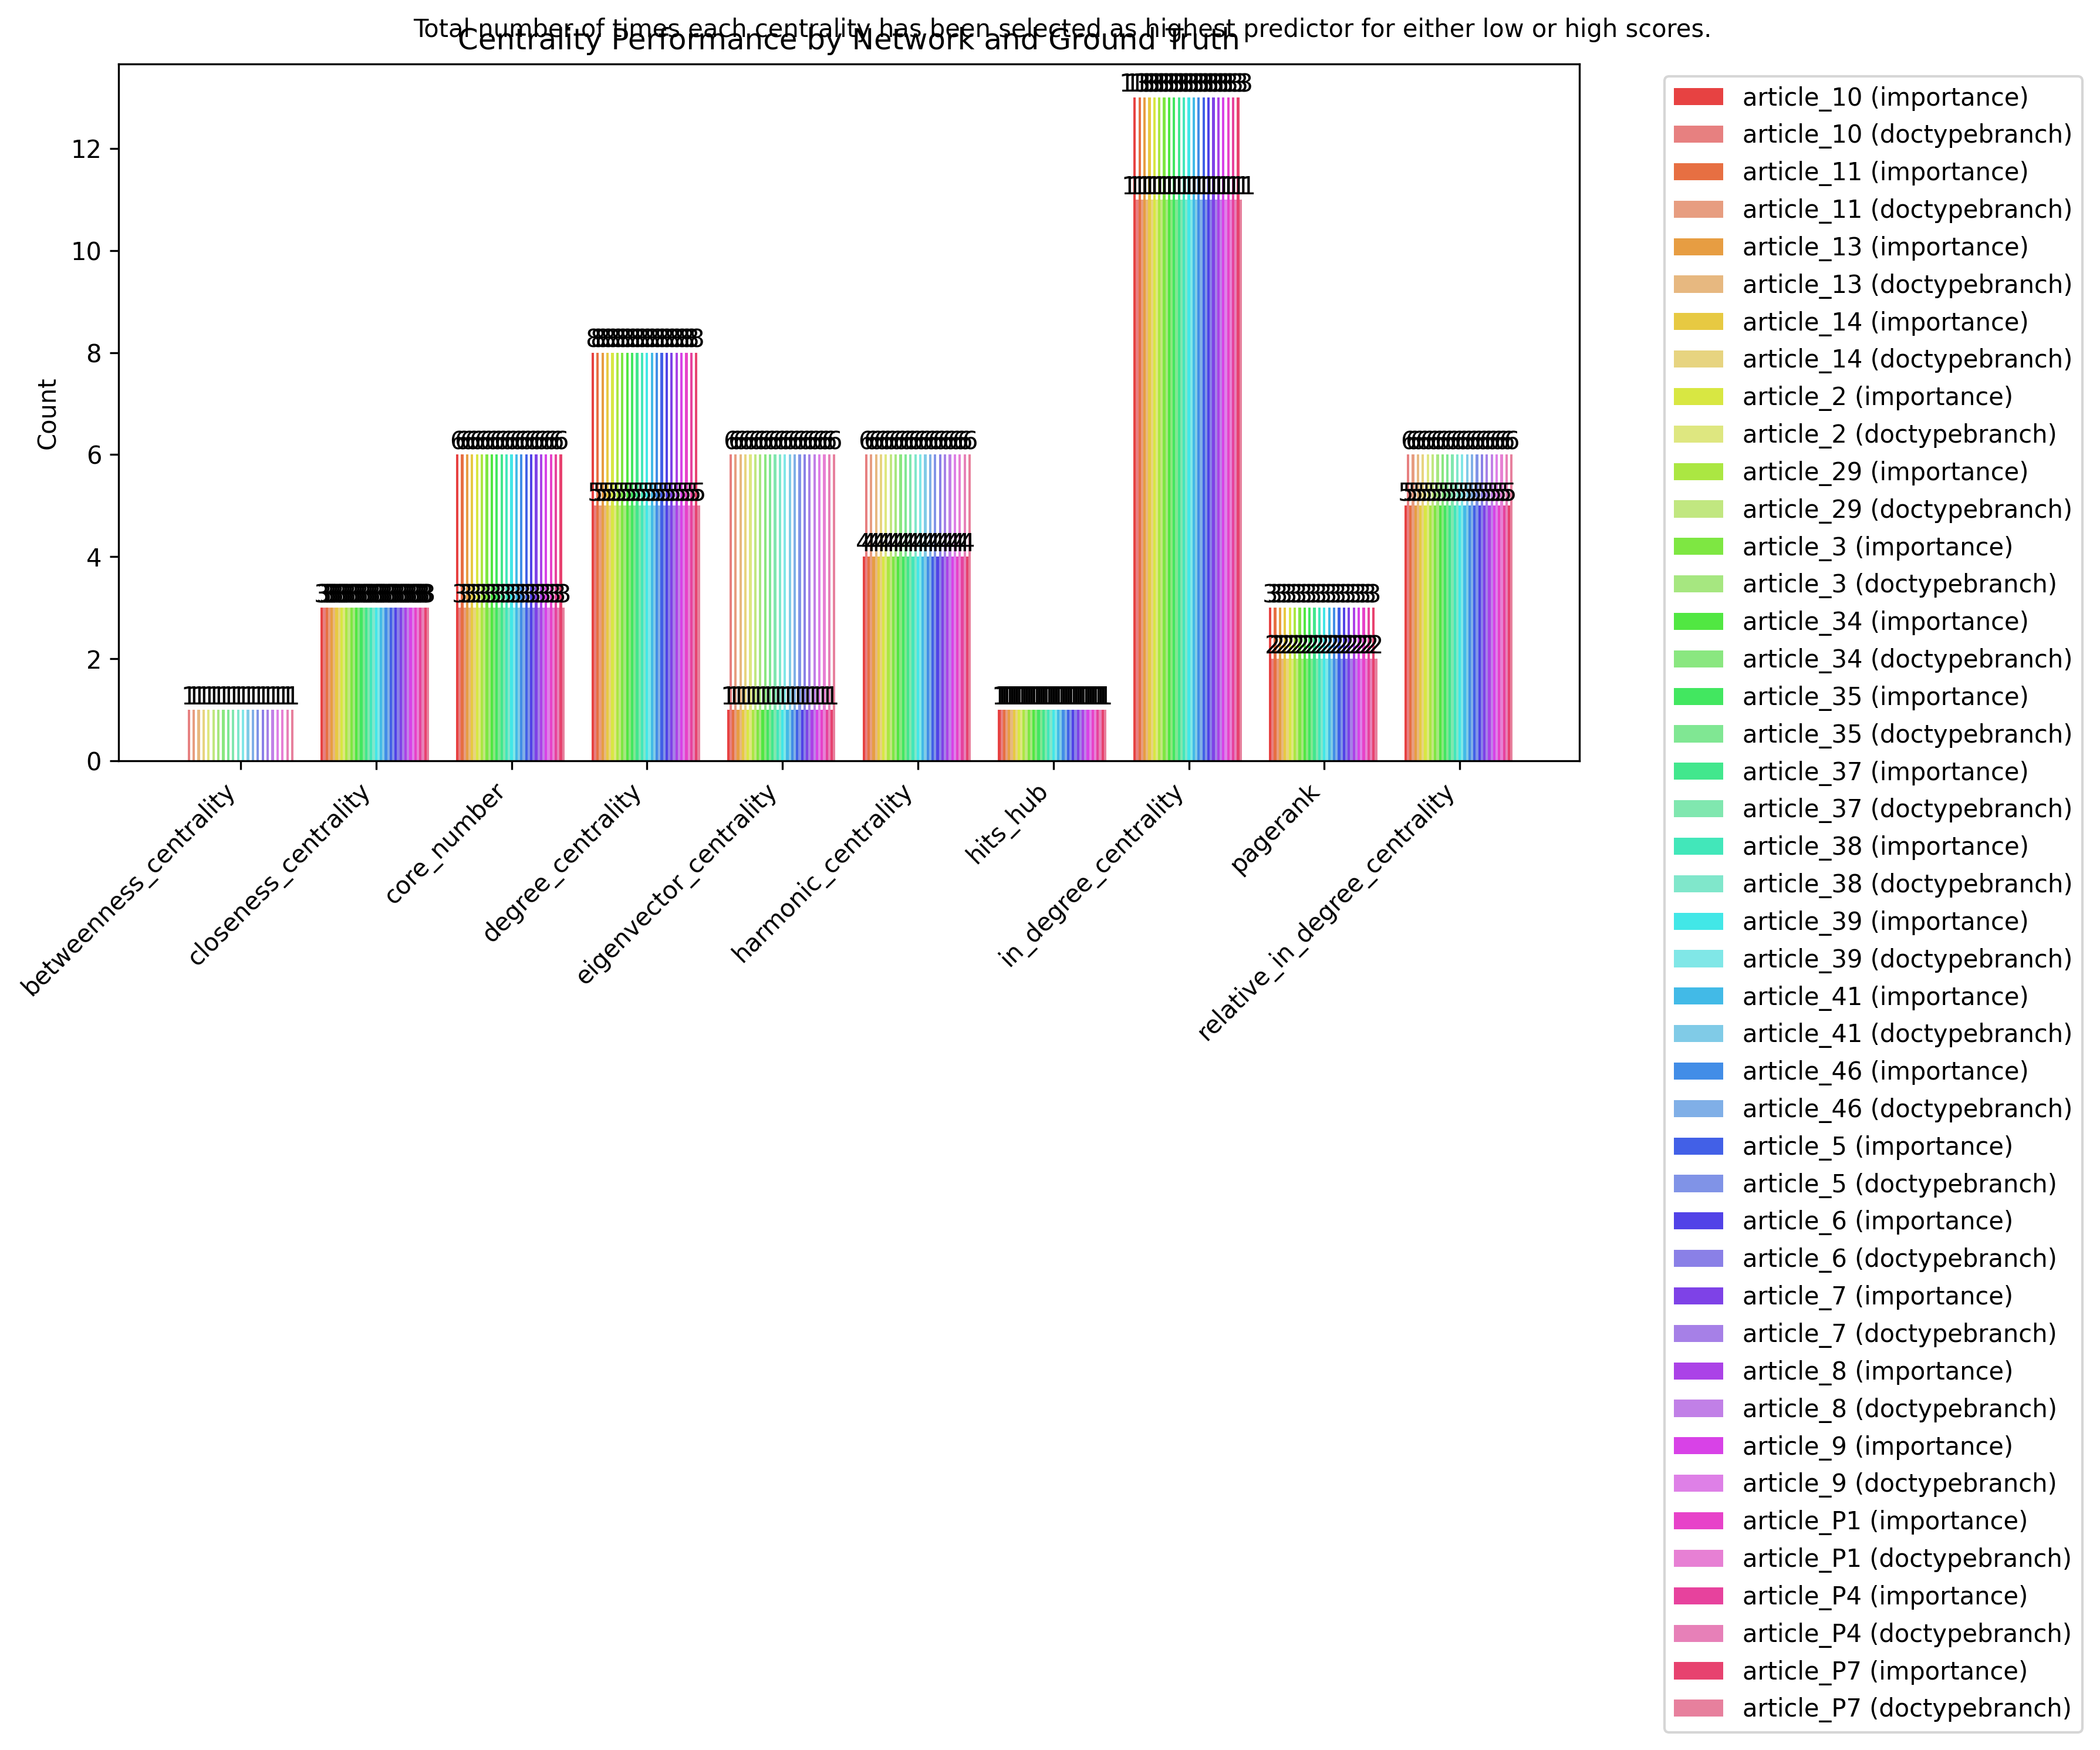 Total number of times each centrality has been selected as highest predictor for either low or high scores.
Centrality Performance by Network and Ground Truth
Count
12
10
8
6
4
2
0
betweenness_centrality
closeness_centrality
core_number
degree_centrality
eigenvector_centrality
harmonic_centrality
hits_hub
in_degree_centrality
pagerank
relative_in_degree_centrality
article_10 (importance)
article_10 (doctypebranch)
article_11 (importance)
article_11 (doctypebranch)
article_13 (importance)
article_13 (doctypebranch)
article_14 (importance)
article_14 (doctypebranch)
article_2 (importance)
article_2 (doctypebranch)
article_29 (importance)
article_29 (doctypebranch)
article_3 (importance)
article_3 (doctypebranch)
article_34 (importance)
article_34 (doctypebranch)
article_35 (importance)
article_35 (doctypebranch)
article_37 (importance)
article_37 (doctypebranch)
article_38 (importance)
article_38 (doctypebranch)
article_39 (importance)
article_39 (doctypebranch)
article_41 (importance)
article_41 (doctypebranch)
article_46 (importance)
article_46 (doctypebranch)
article_5 (importance)
article_5 (doctypebranch)
article_6 (importance)
article_6 (doctypebranch)
article_7 (importance)
article_7 (doctypebranch)
article_8 (importance)
article_8 (doctypebranch)
article_9 (importance)
article_9 (doctypebranch)
article_P1 (importance)
article_P1 (doctypebranch)
article_P4 (importance)
article_P4 (doctypebranch)
article_P7 (importance)
article_P7 (doctypebranch)